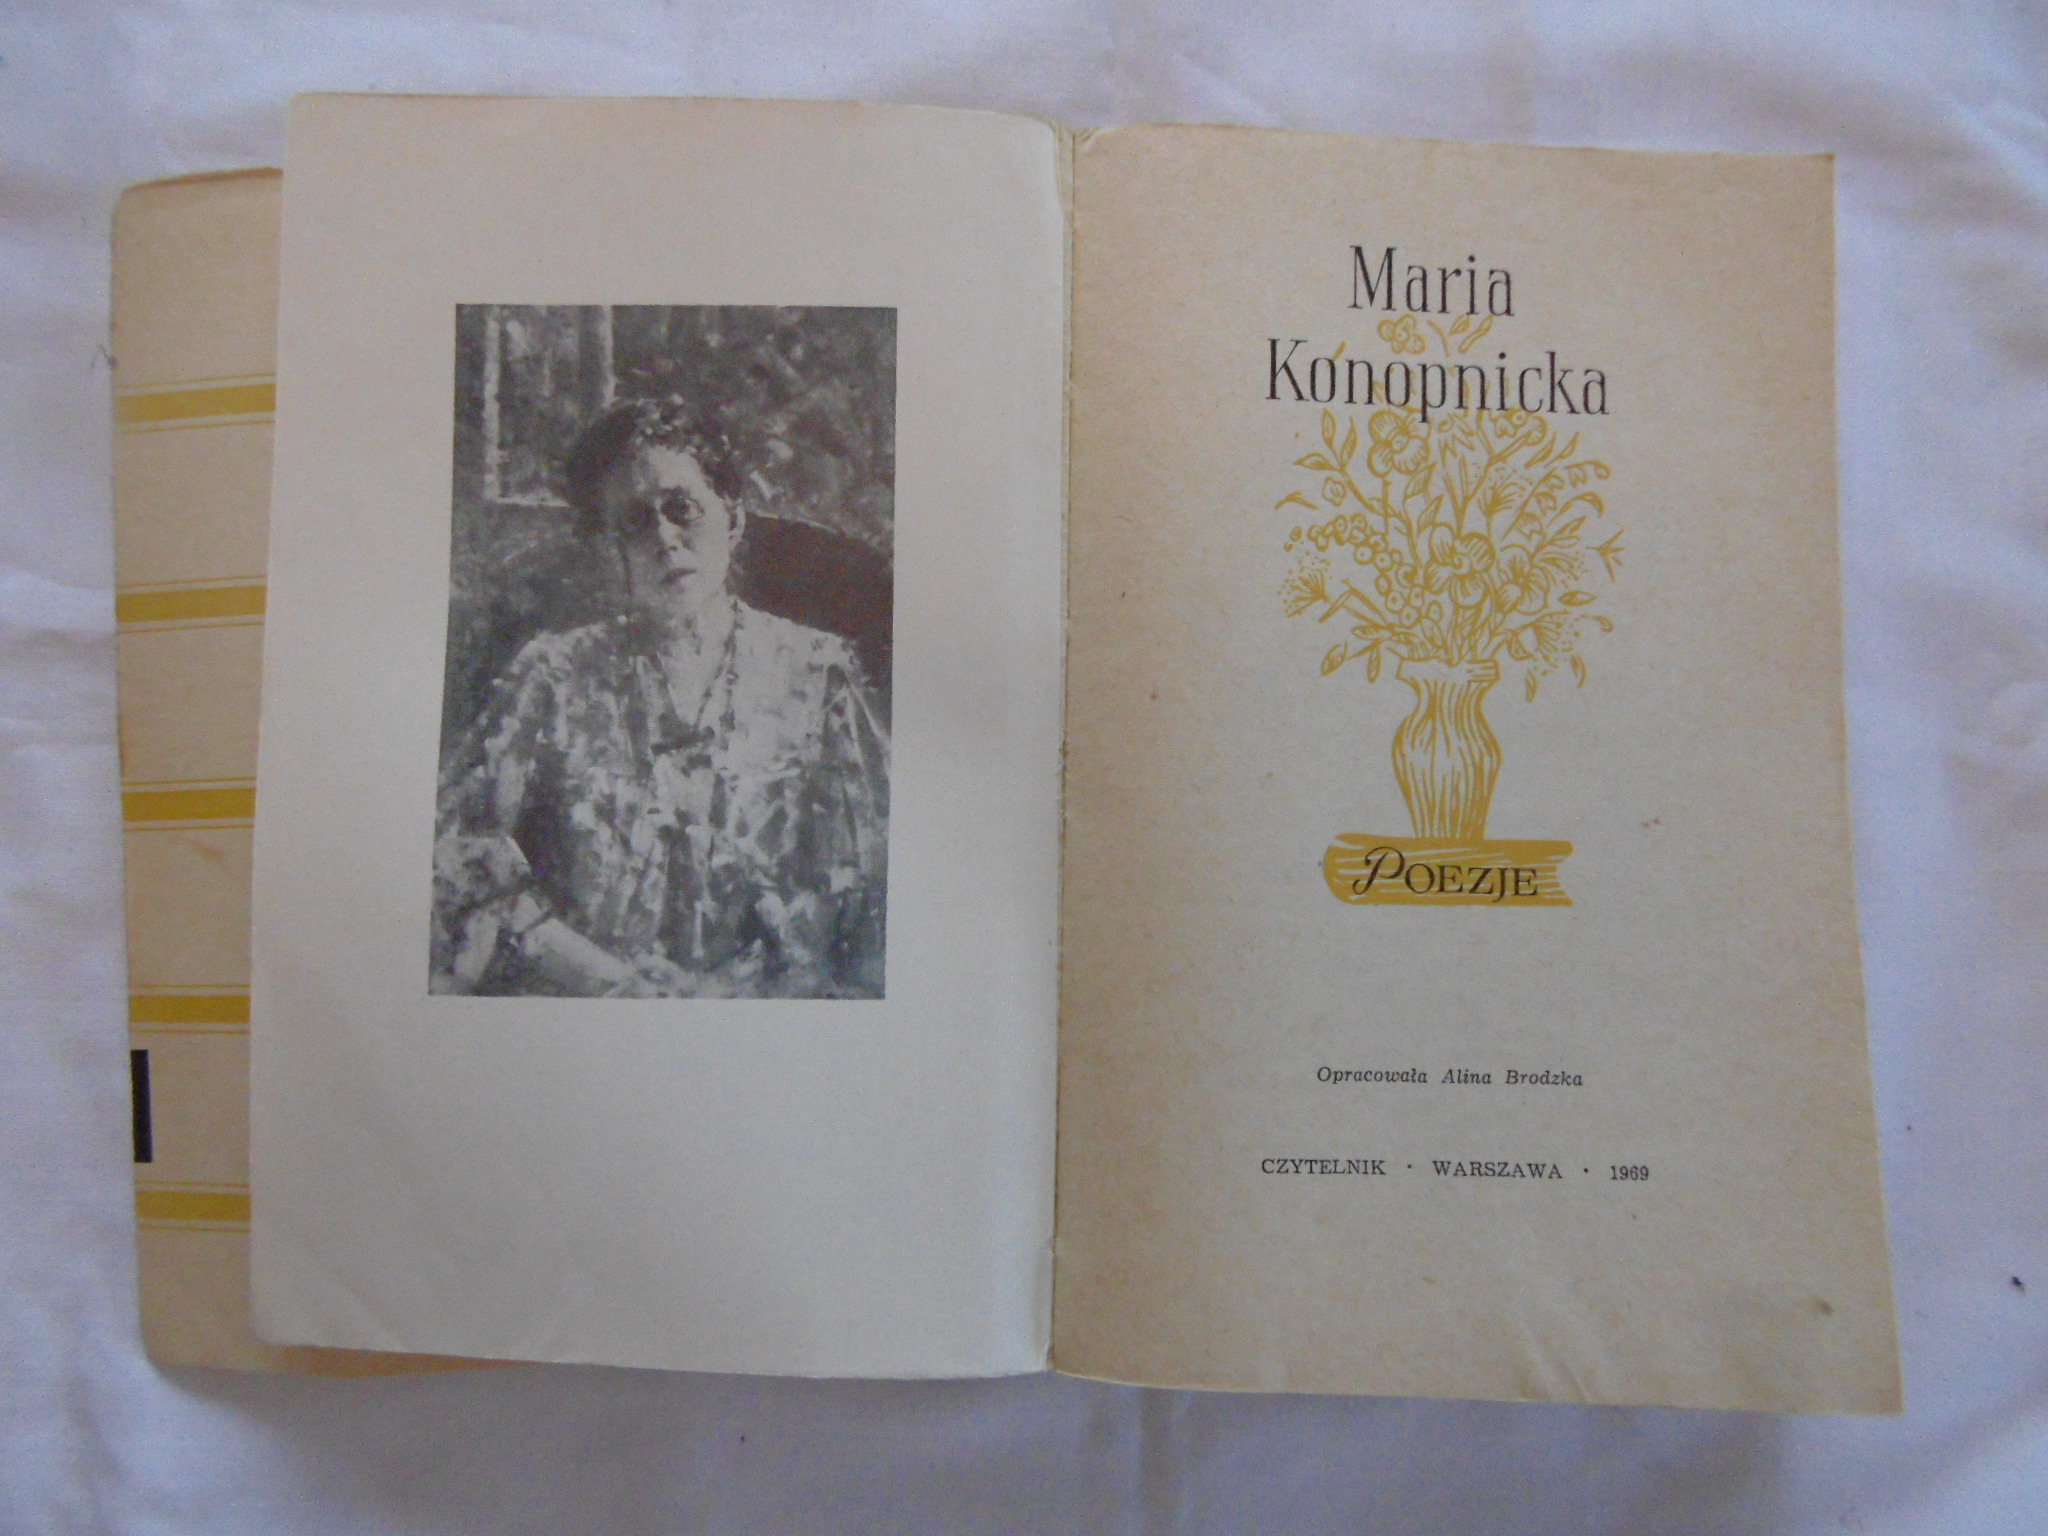 Maria
Konopnicka
POEZJE
Opracowała Alina Brodzka
CZYTELNIK · WARSZAWA · 1969